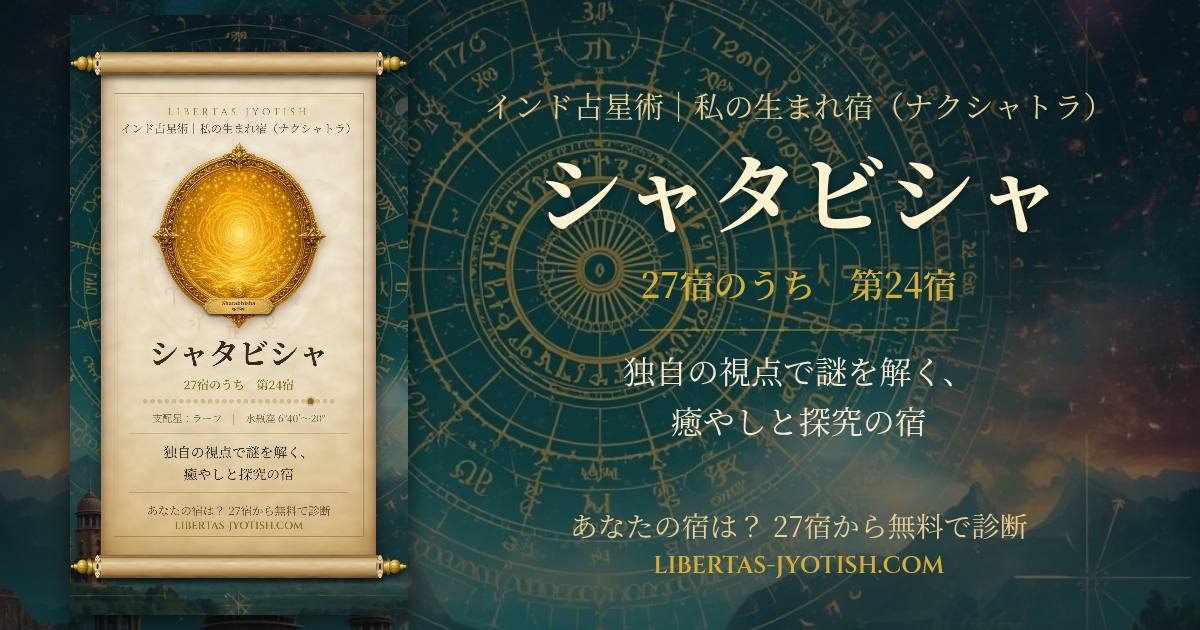 LIBERTAS JYOTISH
インド占星術｜私の生まれ宿（ナクシャトラ）
Shatabhisha
シャタビシャ
27宿のうち　第24宿
支配星：ラーフ　｜　水瓶座 6°40'〜20°
独自の視点で謎を解く、
癒やしと探究の宿
あなたの宿は？ 27宿から無料で診断
LIBERTAS-JYOTISH.COM
インド占星術｜私の生まれ宿（ナクシャトラ）
シャタビシャ
27宿のうち　第24宿
独自の視点で謎を解く、
癒やしと探究の宿
あなたの宿は？ 27宿から無料で診断
LIBERTAS-JYOTISH.COM